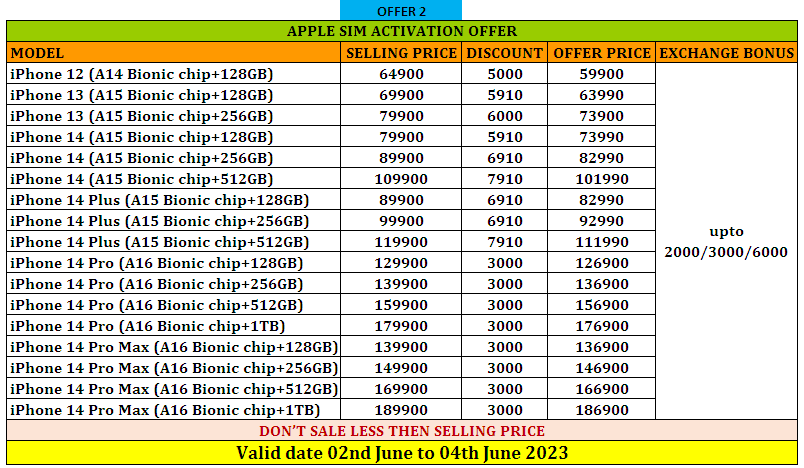 OFFER 2
APPLE SIM ACTIVATION OFFER
MODEL SELLING PRICE DISCOUNT OFFER PRICE EXCHANGE BONUS
iPhone 12 (A14 Bionic chip+128GB) 64900 5000 59900
iPhone 13 (A15 Bionic chip+128GB) 69900 5910 63990
iPhone 13 (A15 Bionic chip+256GB) 79900 6000 73900
iPhone 14 (A15 Bionic chip+128GB) 79900 5910 73990
iPhone 14 (A15 Bionic chip+256GB) 89900 6910 82990
iPhone 14 (A15 Bionic chip+512GB) 109900 7910 101990
iPhone 14 Plus (A15 Bionic chip+128GB) 89900 6910 82990
iPhone 14 Plus (A15 Bionic chip+256GB) 99900 6910 92990
iPhone 14 Plus (A15 Bionic chip+512GB) 119900 7910 111990
iPhone 14 Pro (A16 Bionic chip+128GB) 129900 3000 126900
iPhone 14 Pro (A16 Bionic chip+256GB) 139900 3000 136900
iPhone 14 Pro (A16 Bionic chip+512GB) 159900 3000 156900
iPhone 14 Pro (A16 Bionic chip+1TB) 179900 3000 176900
iPhone 14 Pro Max (A16 Bionic chip+128GB) 139900 3000 136900
iPhone 14 Pro Max (A16 Bionic chip+256GB) 149900 3000 146900
iPhone 14 Pro Max (A16 Bionic chip+512GB) 169900 3000 166900
iPhone 14 Pro Max (A16 Bionic chip+1TB) 189900 3000 186900
upto
2000/3000/6000
DON'T SALE LESS THEN SELLING PRICE
Valid date 02nd June to 04th June 2023